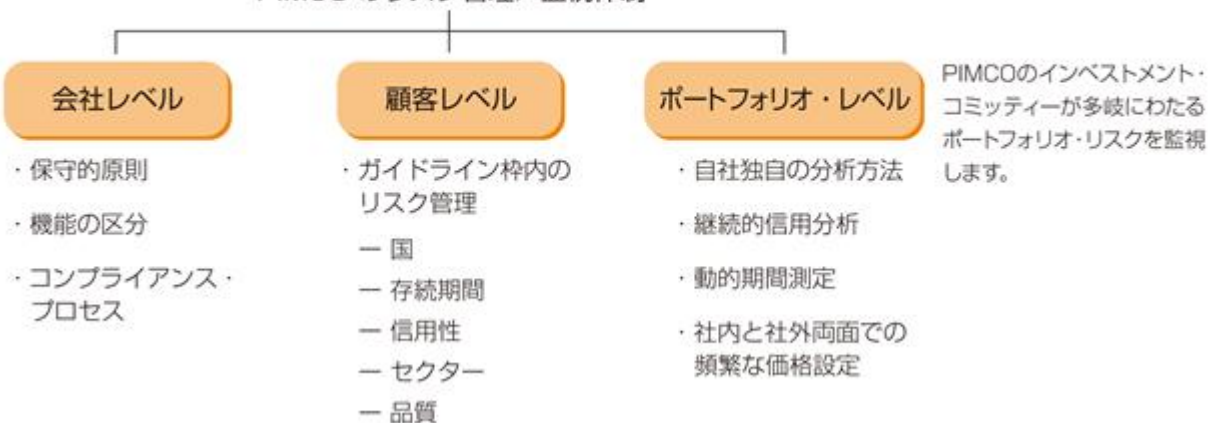 PIMCO
会社レベル
・保守的原則
・機能の区分
・コンプライアンス・
プロセス
顧客レベル
・ガイドライン枠内の
リスク管理
― 国
― 存続期間
― 信用性
― セクター
― 品質
ポートフォリオ・レベル
・自社独自の分析方法
・継続的信用分析
・動的期間測定
・社内と社外両面での
頻繁な価格設定
PIMCOのインベストメント・
コミッティーが多岐にわたる
ポートフォリオ・リスクを監視
します。